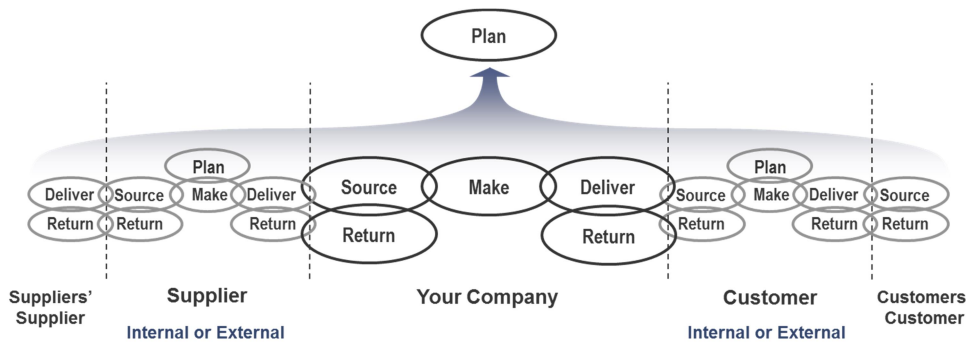 Plan
Plan
Plan
Deliver Source Make Deliver Source Make Deliver Source Make Deliver Source
Return Return Return Return Return Return Return Return
Suppliers' Supplier Your Company Customer Customers
Supplier Customer
Internal or External Internal or External